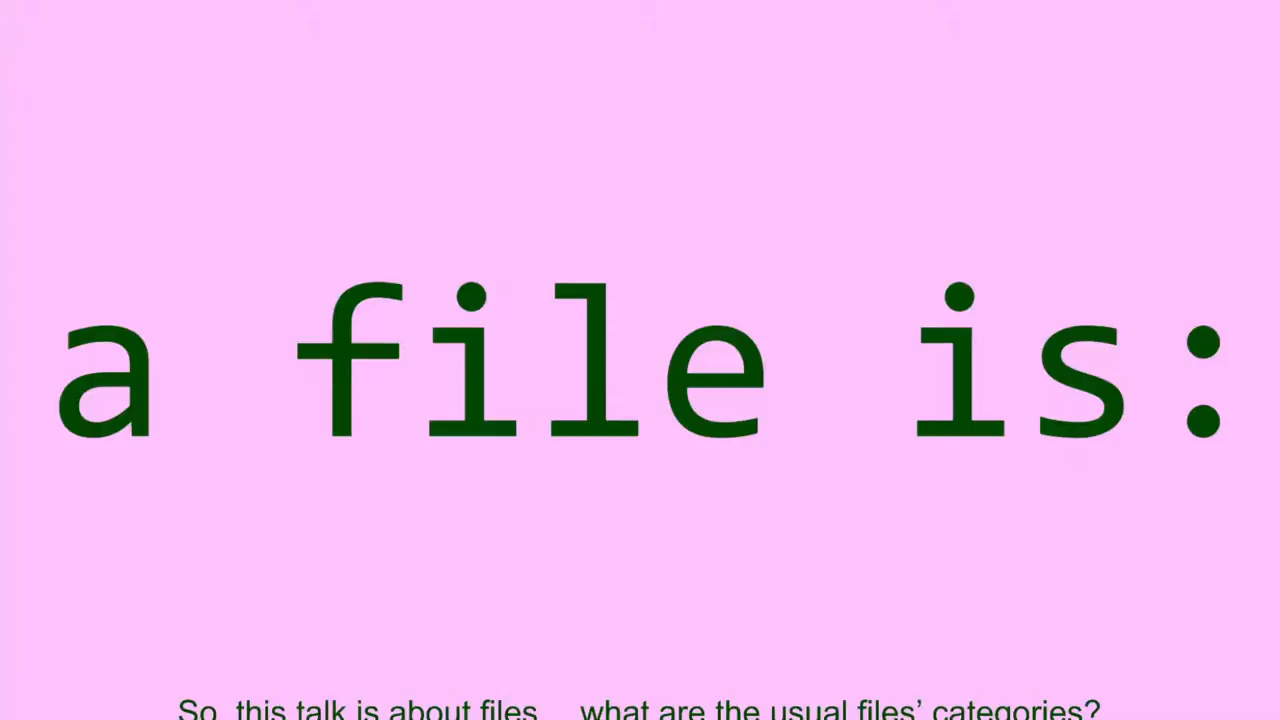 a file is:
So, this talk is about files... what are the usual files’ categories?